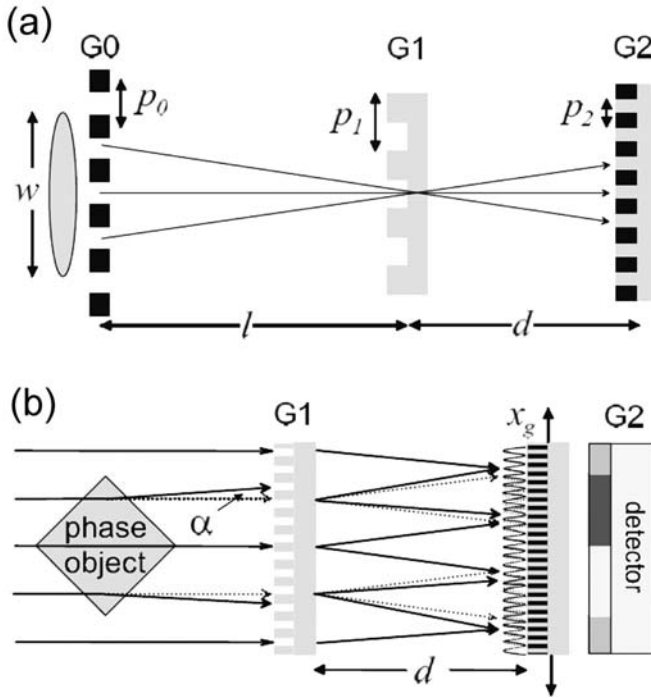 (a)
G0 G1 G2
p0 p1 p2
w
l d
(b)
G1 xg G2
α
phase
object
detector
d